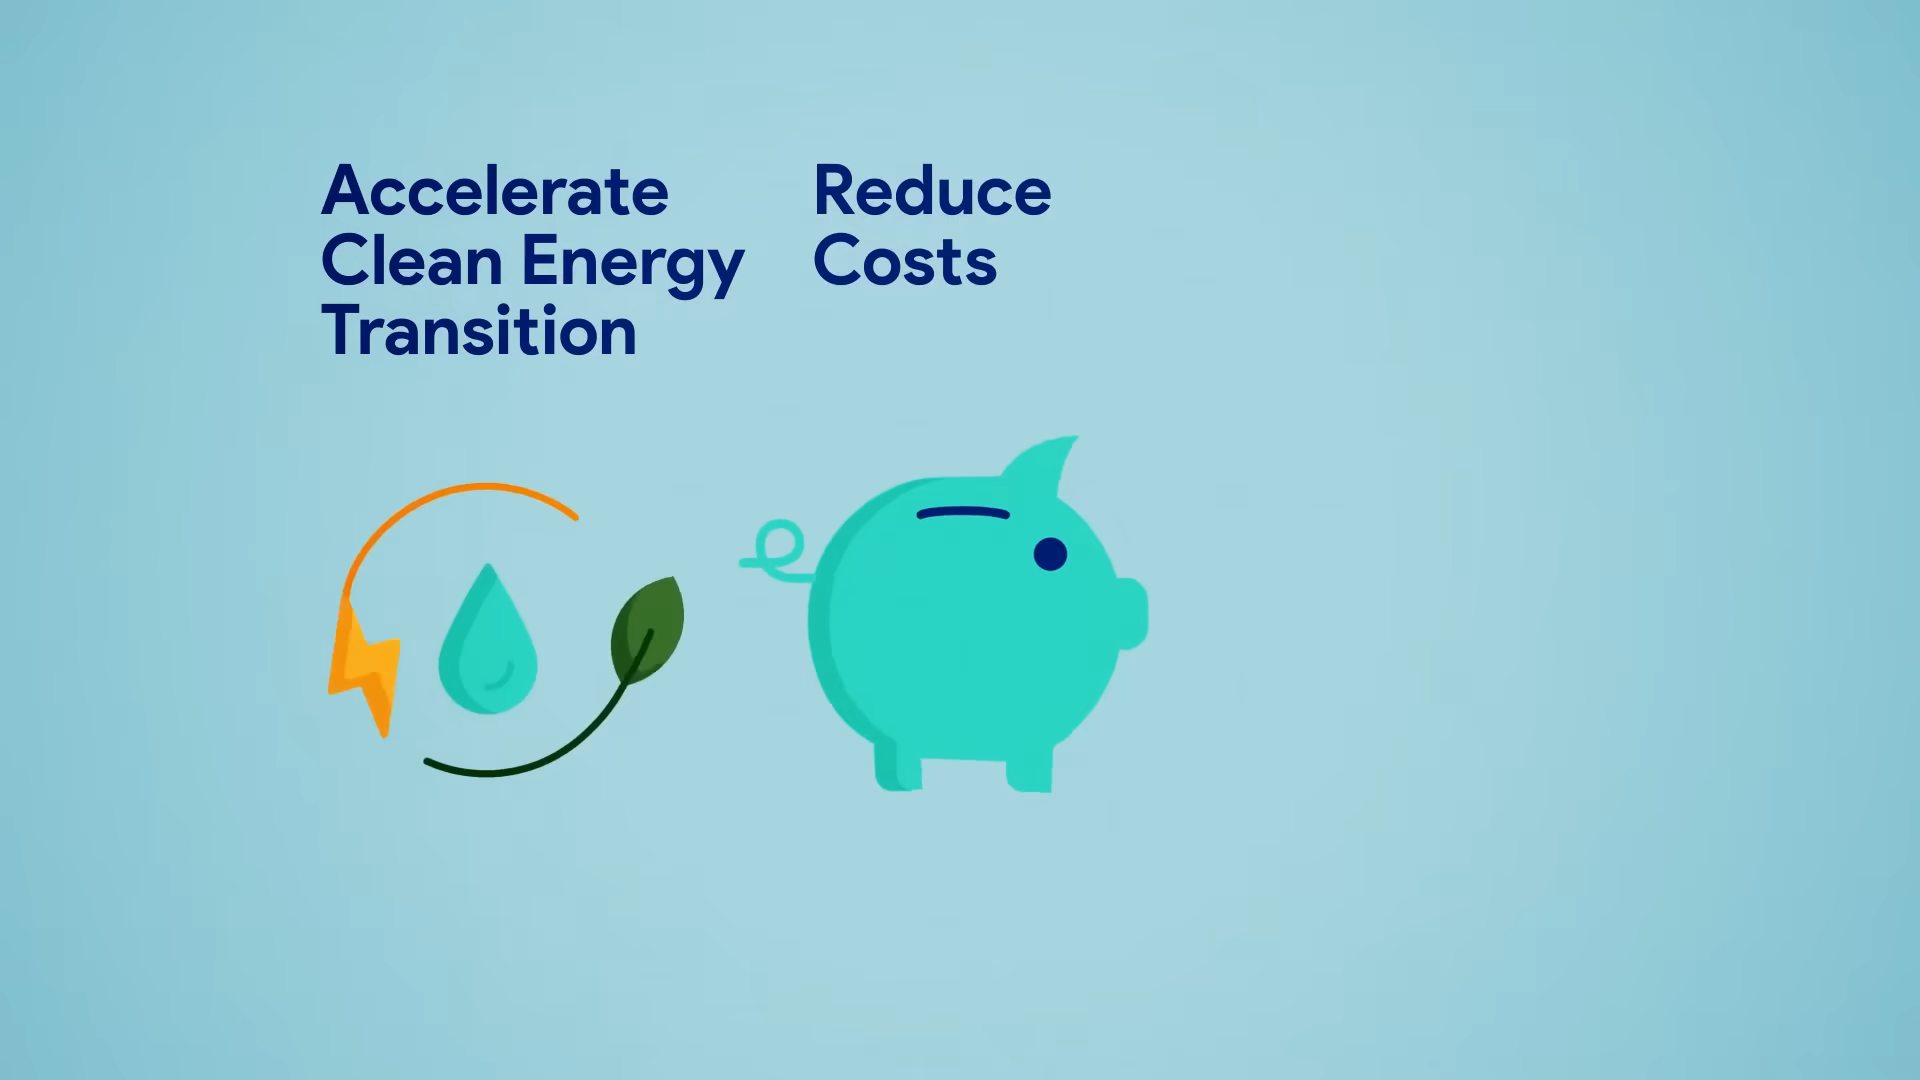 Accelerate
Clean Energy
Transition
Reduce
Costs